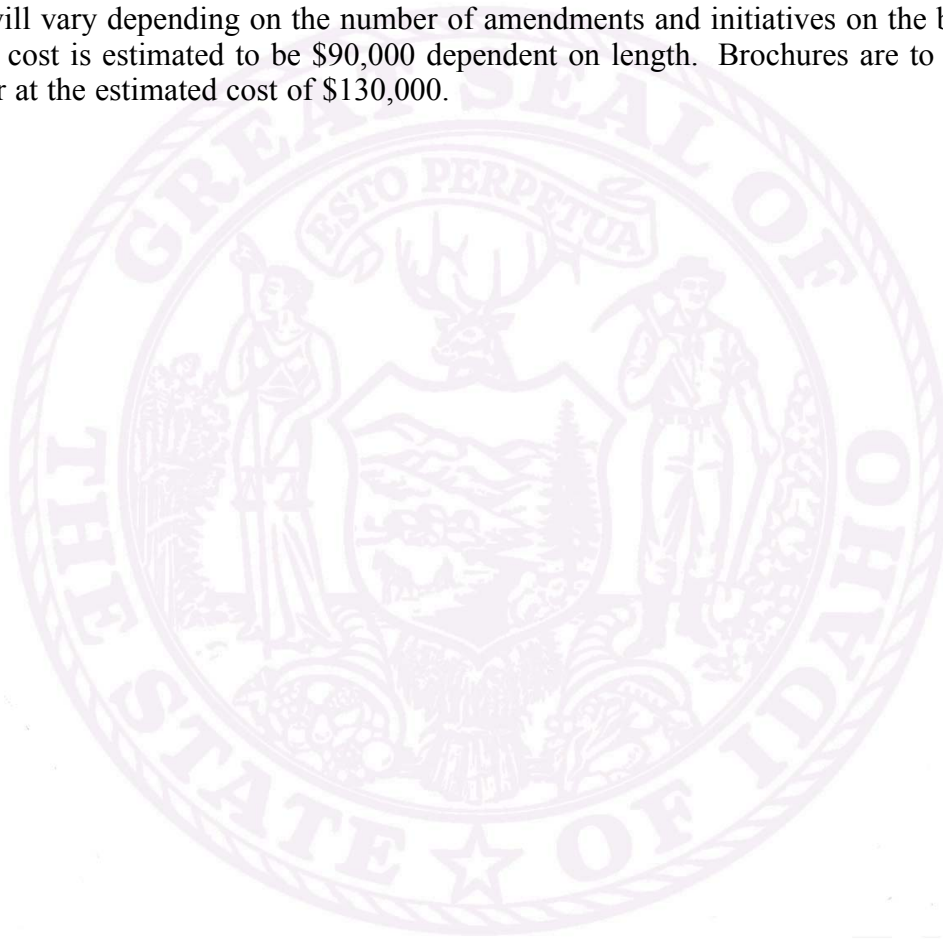 will vary depending on the number of amendments and initiatives on the
cost is estimated to be $90,000 dependent on length. Brochures are to
at the estimated cost of $130,000.
GREAT SEAL OF
ESTO PERPETUA
THE STATE OF IDAHO